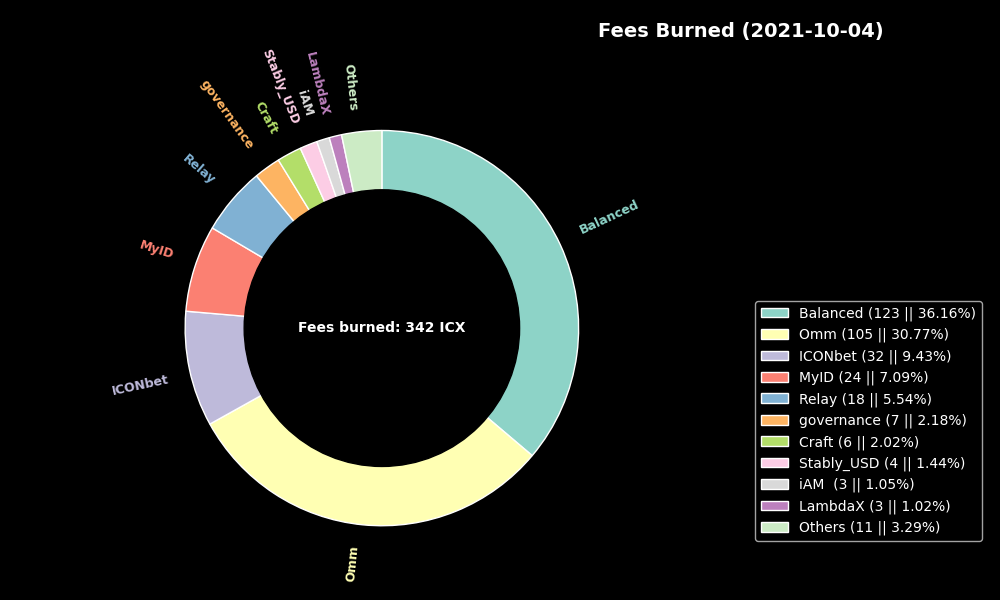 Fees Burned (2021-10-04)
Others
LambdaX
iAM
Stably_USD
Craft
governance
Relay
MyID
ICONbet
Omm
Balanced
Fees burned: 342 ICX
Balanced (123 || 36.16%)
Omm (105 || 30.77%)
ICONbet (32 || 9.43%)
MyID (24 || 7.09%)
Relay (18 || 5.54%)
governance (7 || 2.18%)
Craft (6 || 2.02%)
Stably_USD (4 || 1.44%)
iAM  (3 || 1.05%)
LambdaX (3 || 1.02%)
Others (11 || 3.29%)